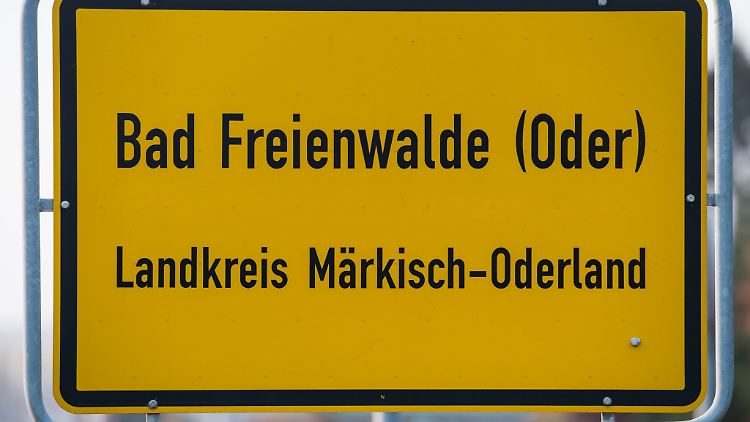 Bad Freienwalde (Oder)
Landkreis Märkisch-Oderland